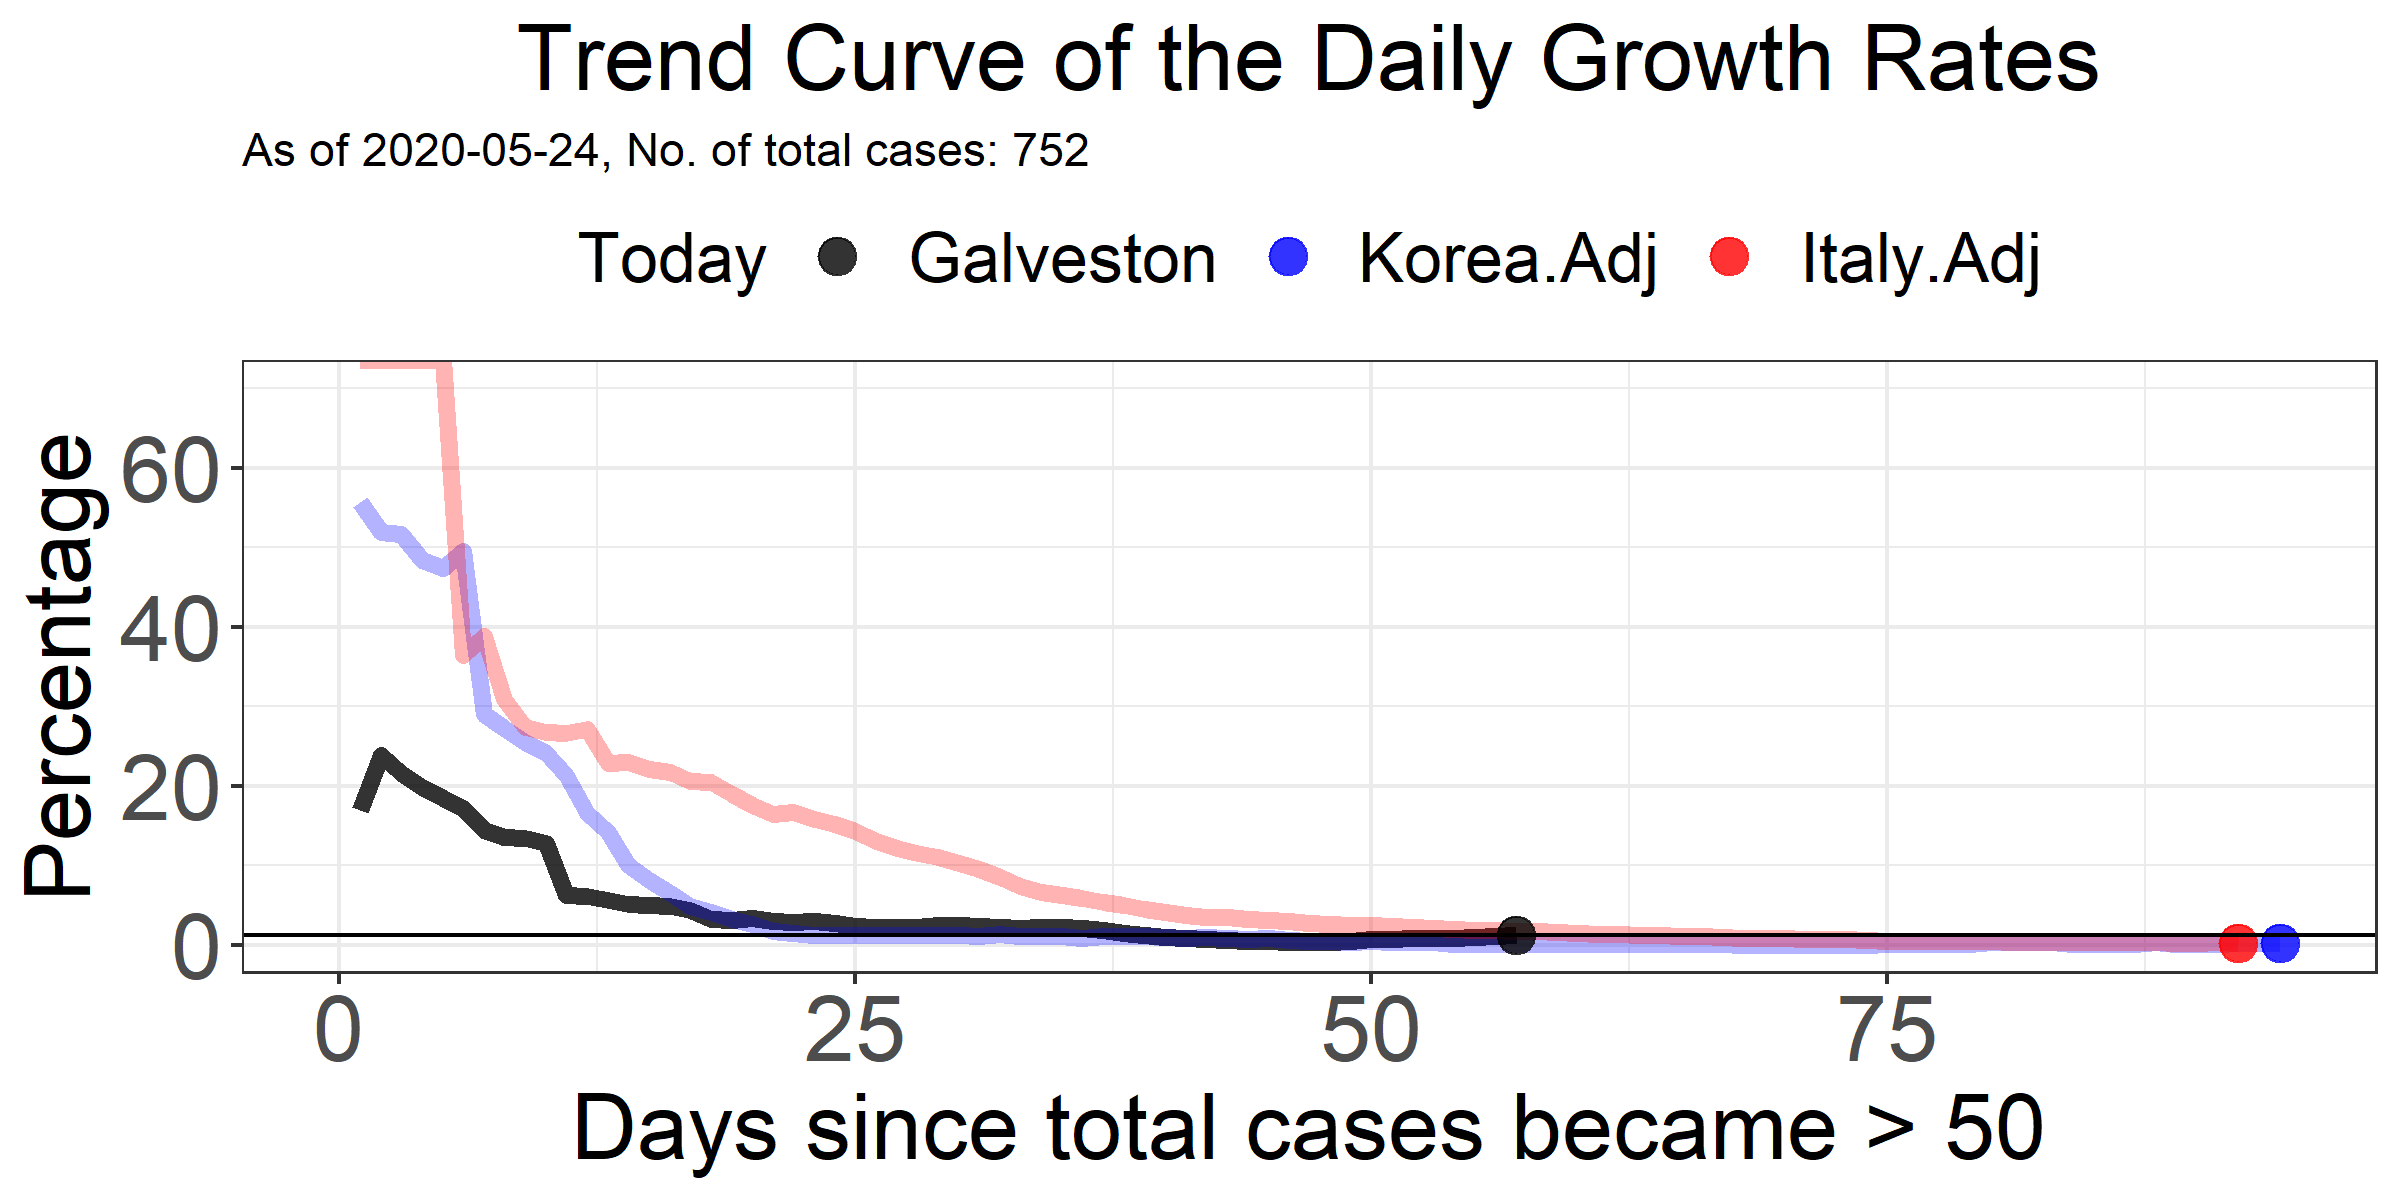 Trend Curve of the Daily Growth Rates
As of 2020-05-24, No. of total cases: 752
Today Galveston Korea.Adj Italy.Adj
Percentage
60
40
20
0
0 25 50 75
Days since total cases became > 50